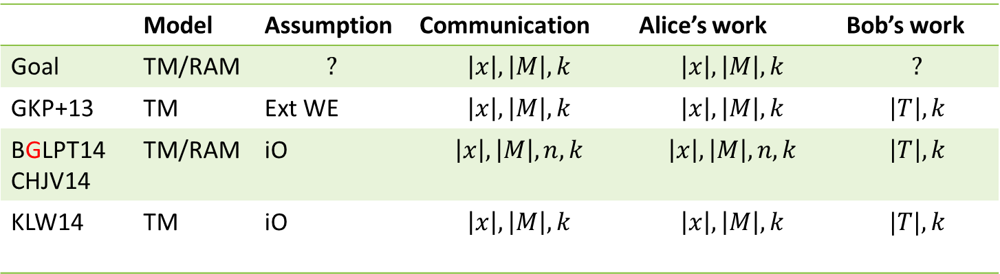 Model Assumption Communication Alice’s work Bob’s work
Goal TM/RAM ? |x|, |M|, k |x|, |M|, k ?
GKP+13 TM Ext WE |x|, |M|, k |x|, |M|, k |T|, k
BGLPT14 TM/RAM iO |x|, |M|, n, k |x|, |M|, n, k |T|, k
CHJV14
KLW14 TM iO |x|, |M|, k |x|, |M|, k |T|, k